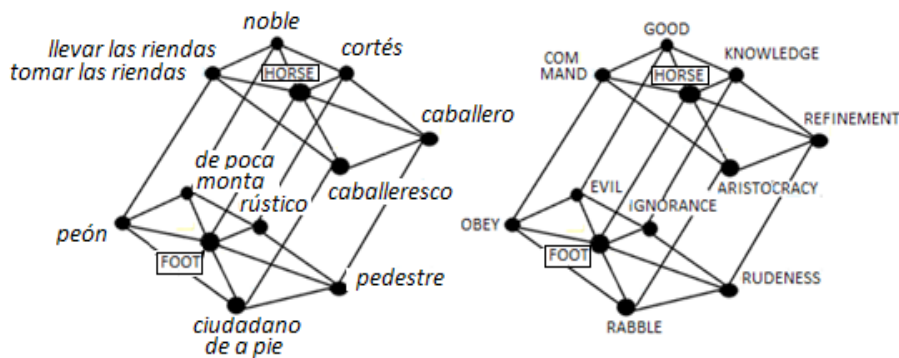 noble
llevar las riendas
tomar las riendas
cortés
HORSE
caballero
de poca
monta
rústico
caballeresco
peón
FOOT
pedestre
ciudadano
de a pie
GOOD
COM
MAND
KNOWLEDGE
HORSE
REFINEMENT
EVIL
IGNORANCE
ARISTOCRACY
OBEY
FOOT
RUDENESS
RABBLE